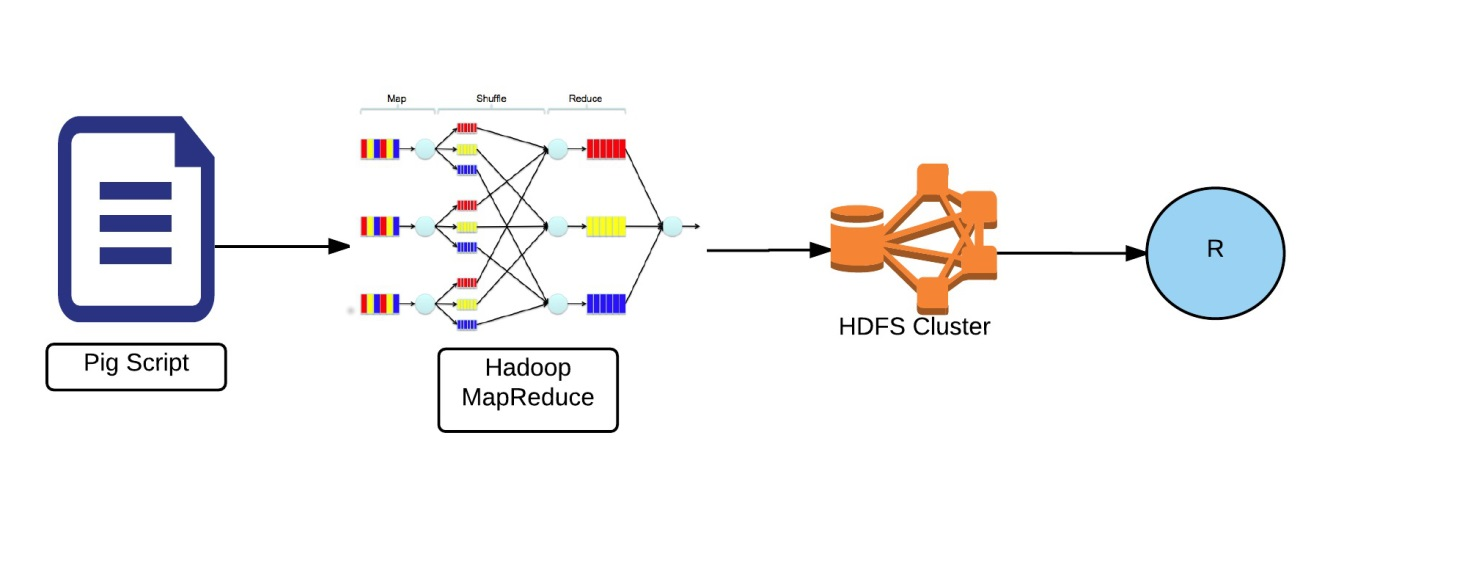 Map
Shuffle
Reduce
Pig Script
Hadoop
MapReduce
HDFS Cluster
R